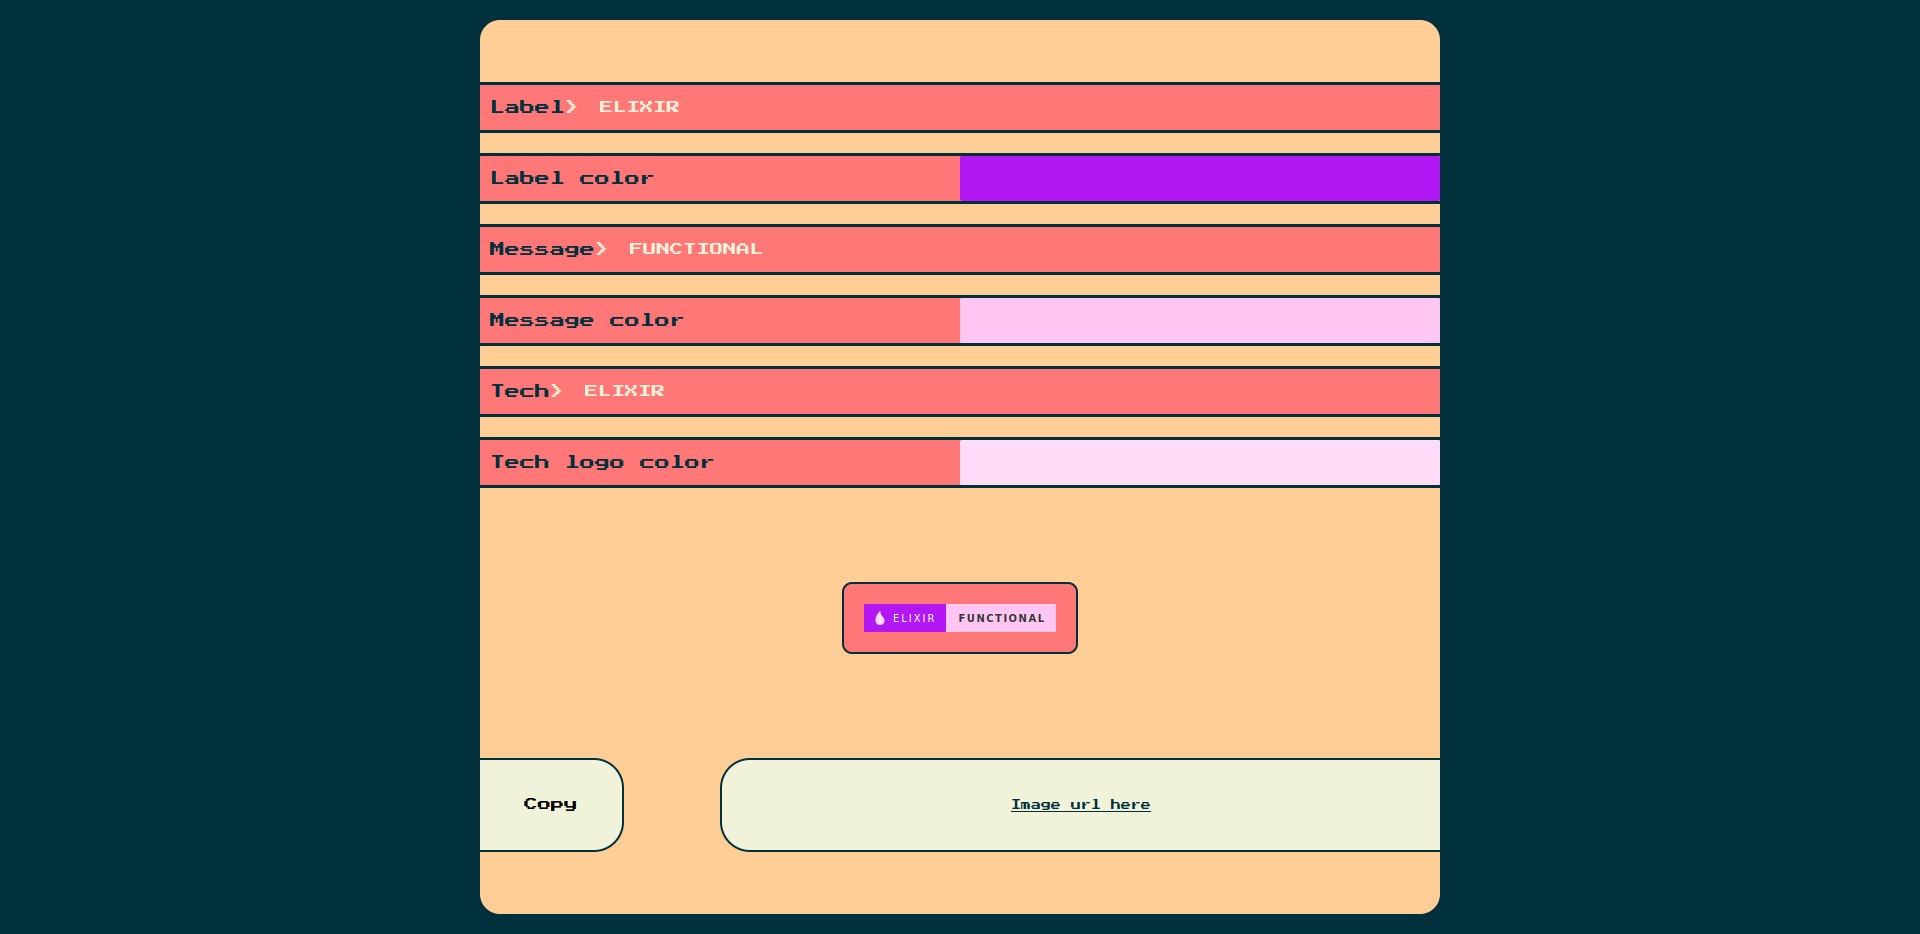 Label> ELIXIR
Label color
Message> FUNCTIONAL
Message color
Tech> ELIXIR
Tech logo color
ELIXIR FUNCTIONAL
Copy Image url here